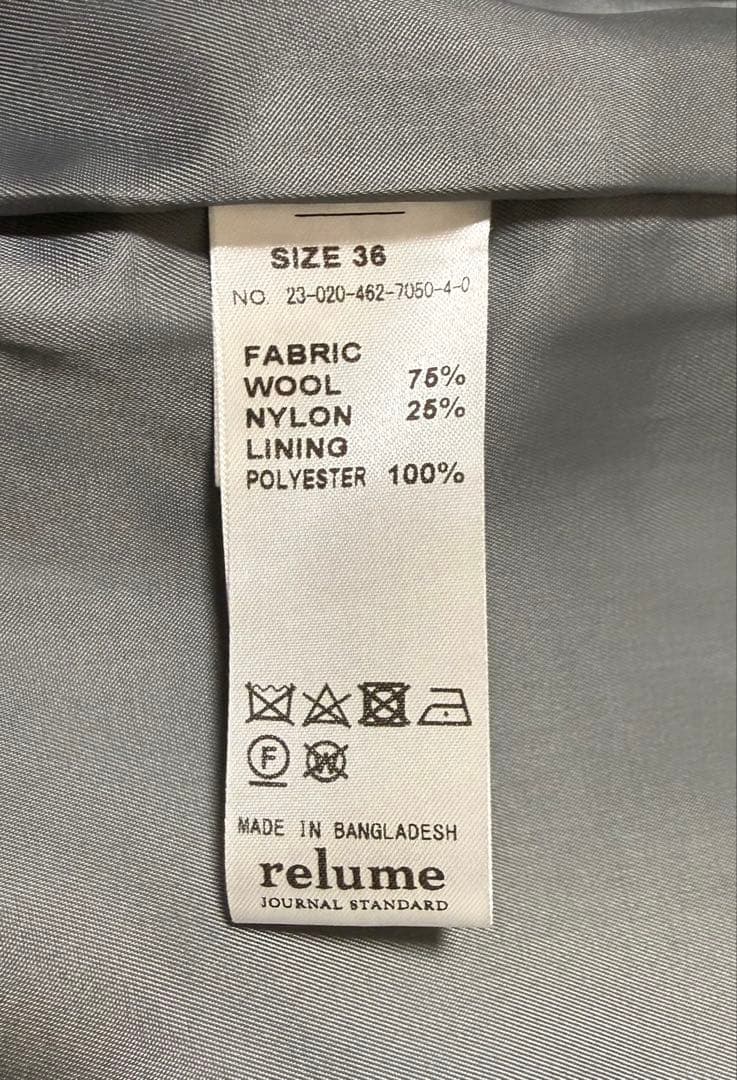 SIZE 36
NO. 23-020-462-7050-4-0
FABRIC
WOOL 75%
NYLON 25%
LINING
POLYESTER 100%
F W
MADE IN BANGLADESH
relume
JOURNAL STANDARD